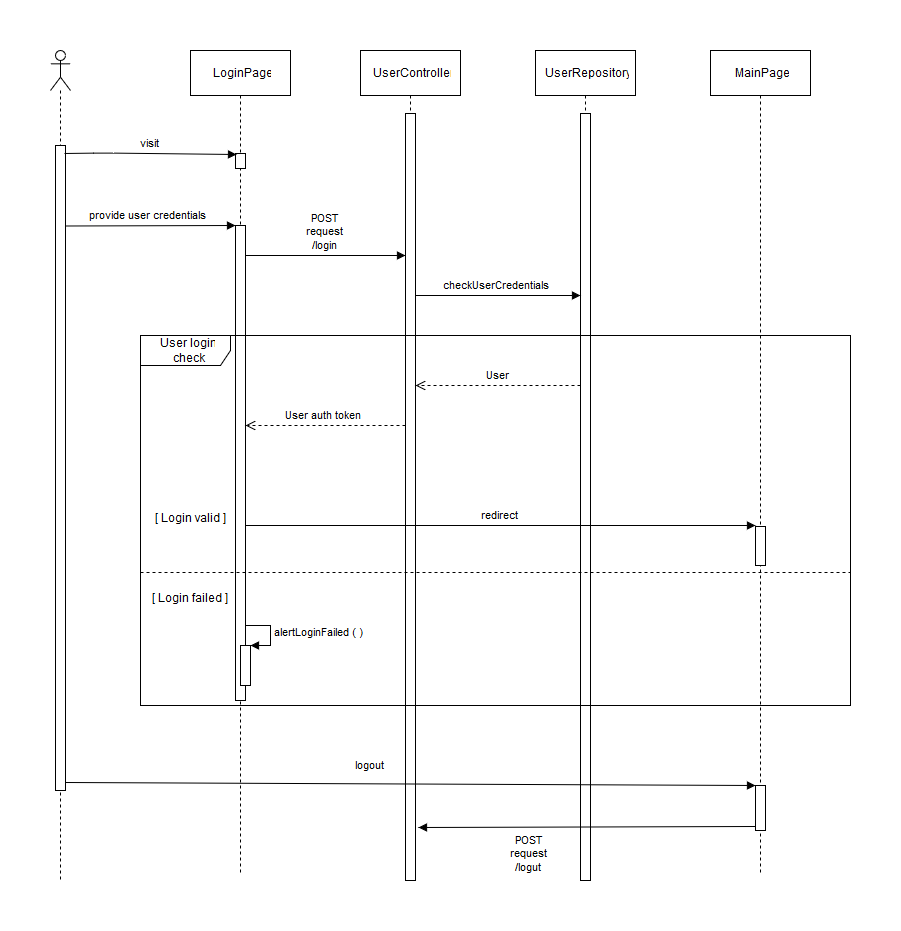 LoginPage
UserControlle
UserRepository
MainPage
visit
provide user credentials
POST
request
/login
checkUserCredentials
User login
check
User
User auth token
[ Login valid ]
redirect
[ Login failed ]
alertLoginFailed ( )
logout
POST
request
/logut